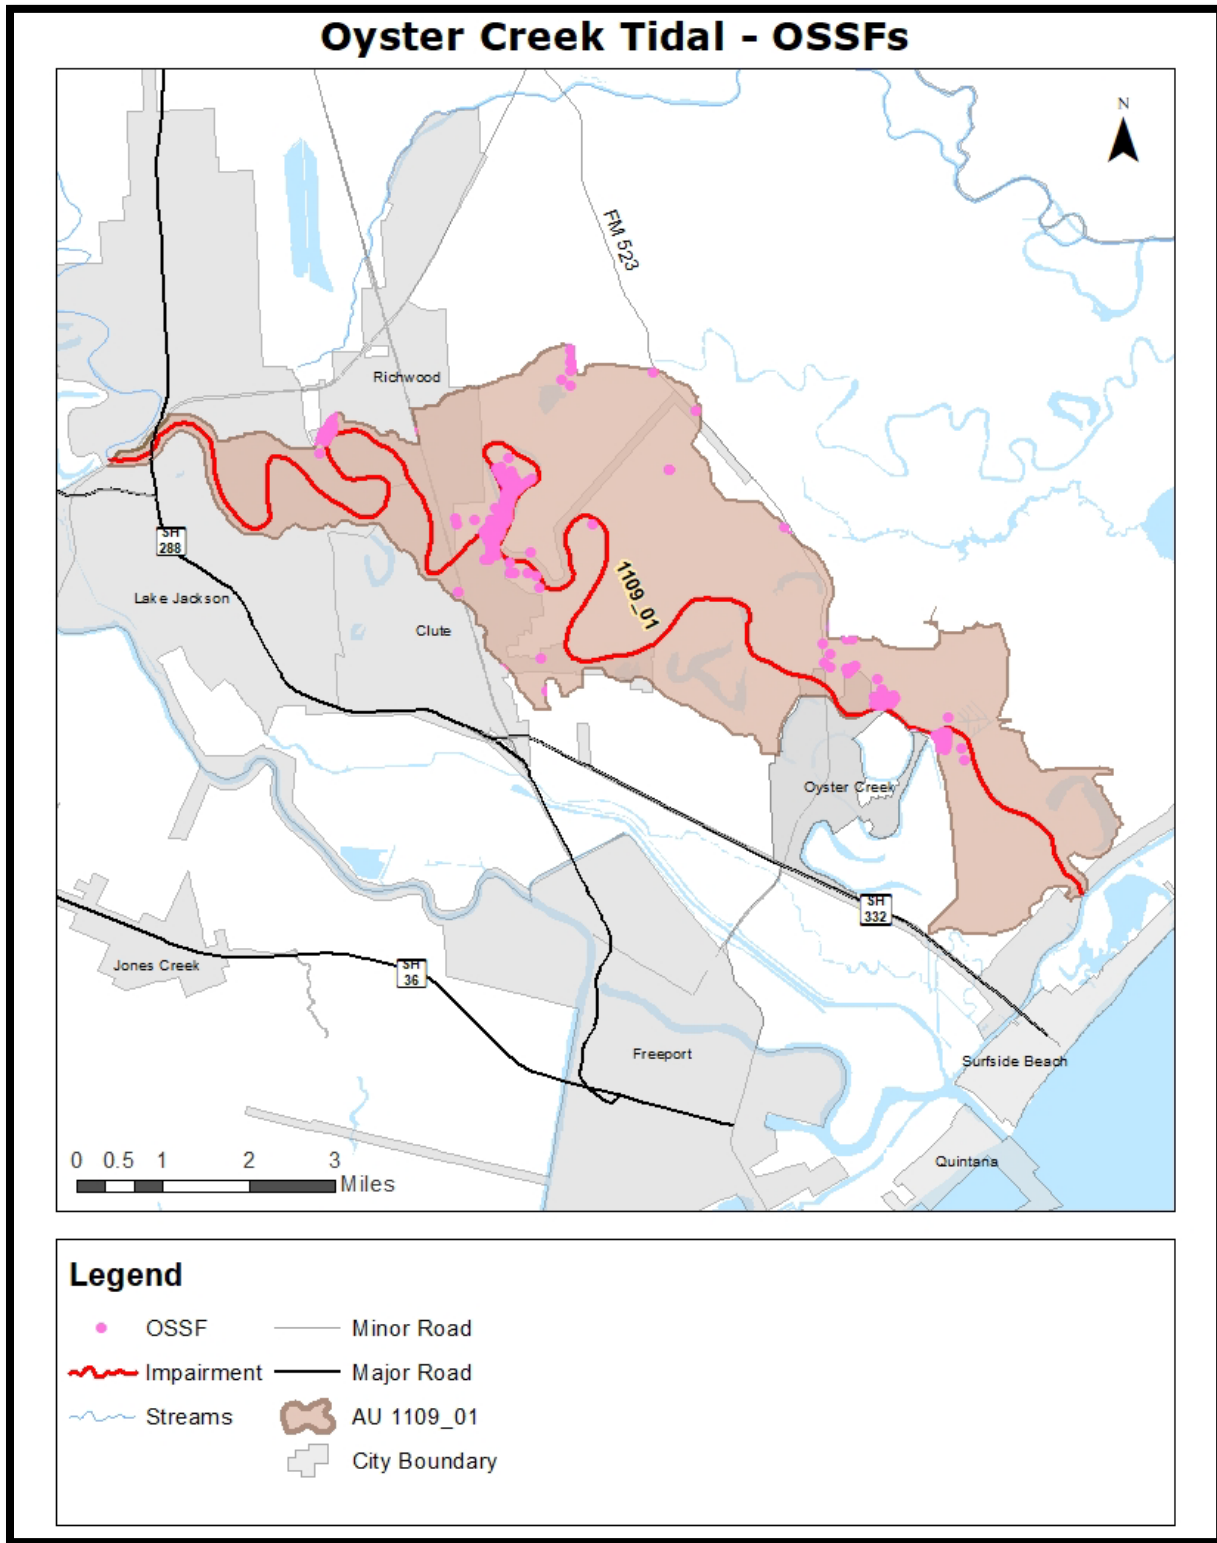 Oyster Creek Tidal - OSSFs
N
FM 523
Richwood
SH
288
Lake Jackson
1109_01
Clute
Oyster Creek
SH
332
Jones Creek
SH
36
Freeport
Surfside Beach
Quintana
0 0.5 1 2 3
Miles
Legend
OSSF
Minor Road
Impairment
Major Road
Streams
AU 1109_01
City Boundary